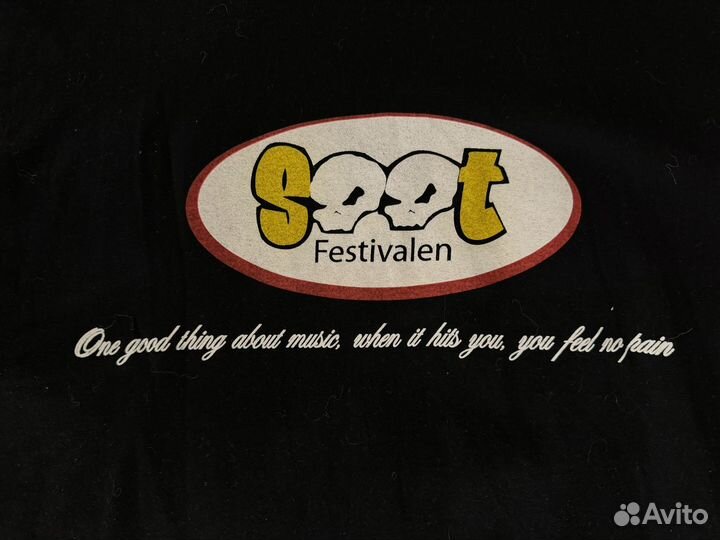 Soot
Festivalen
One good thing about music, when it hits you, you feel no pain
Avito